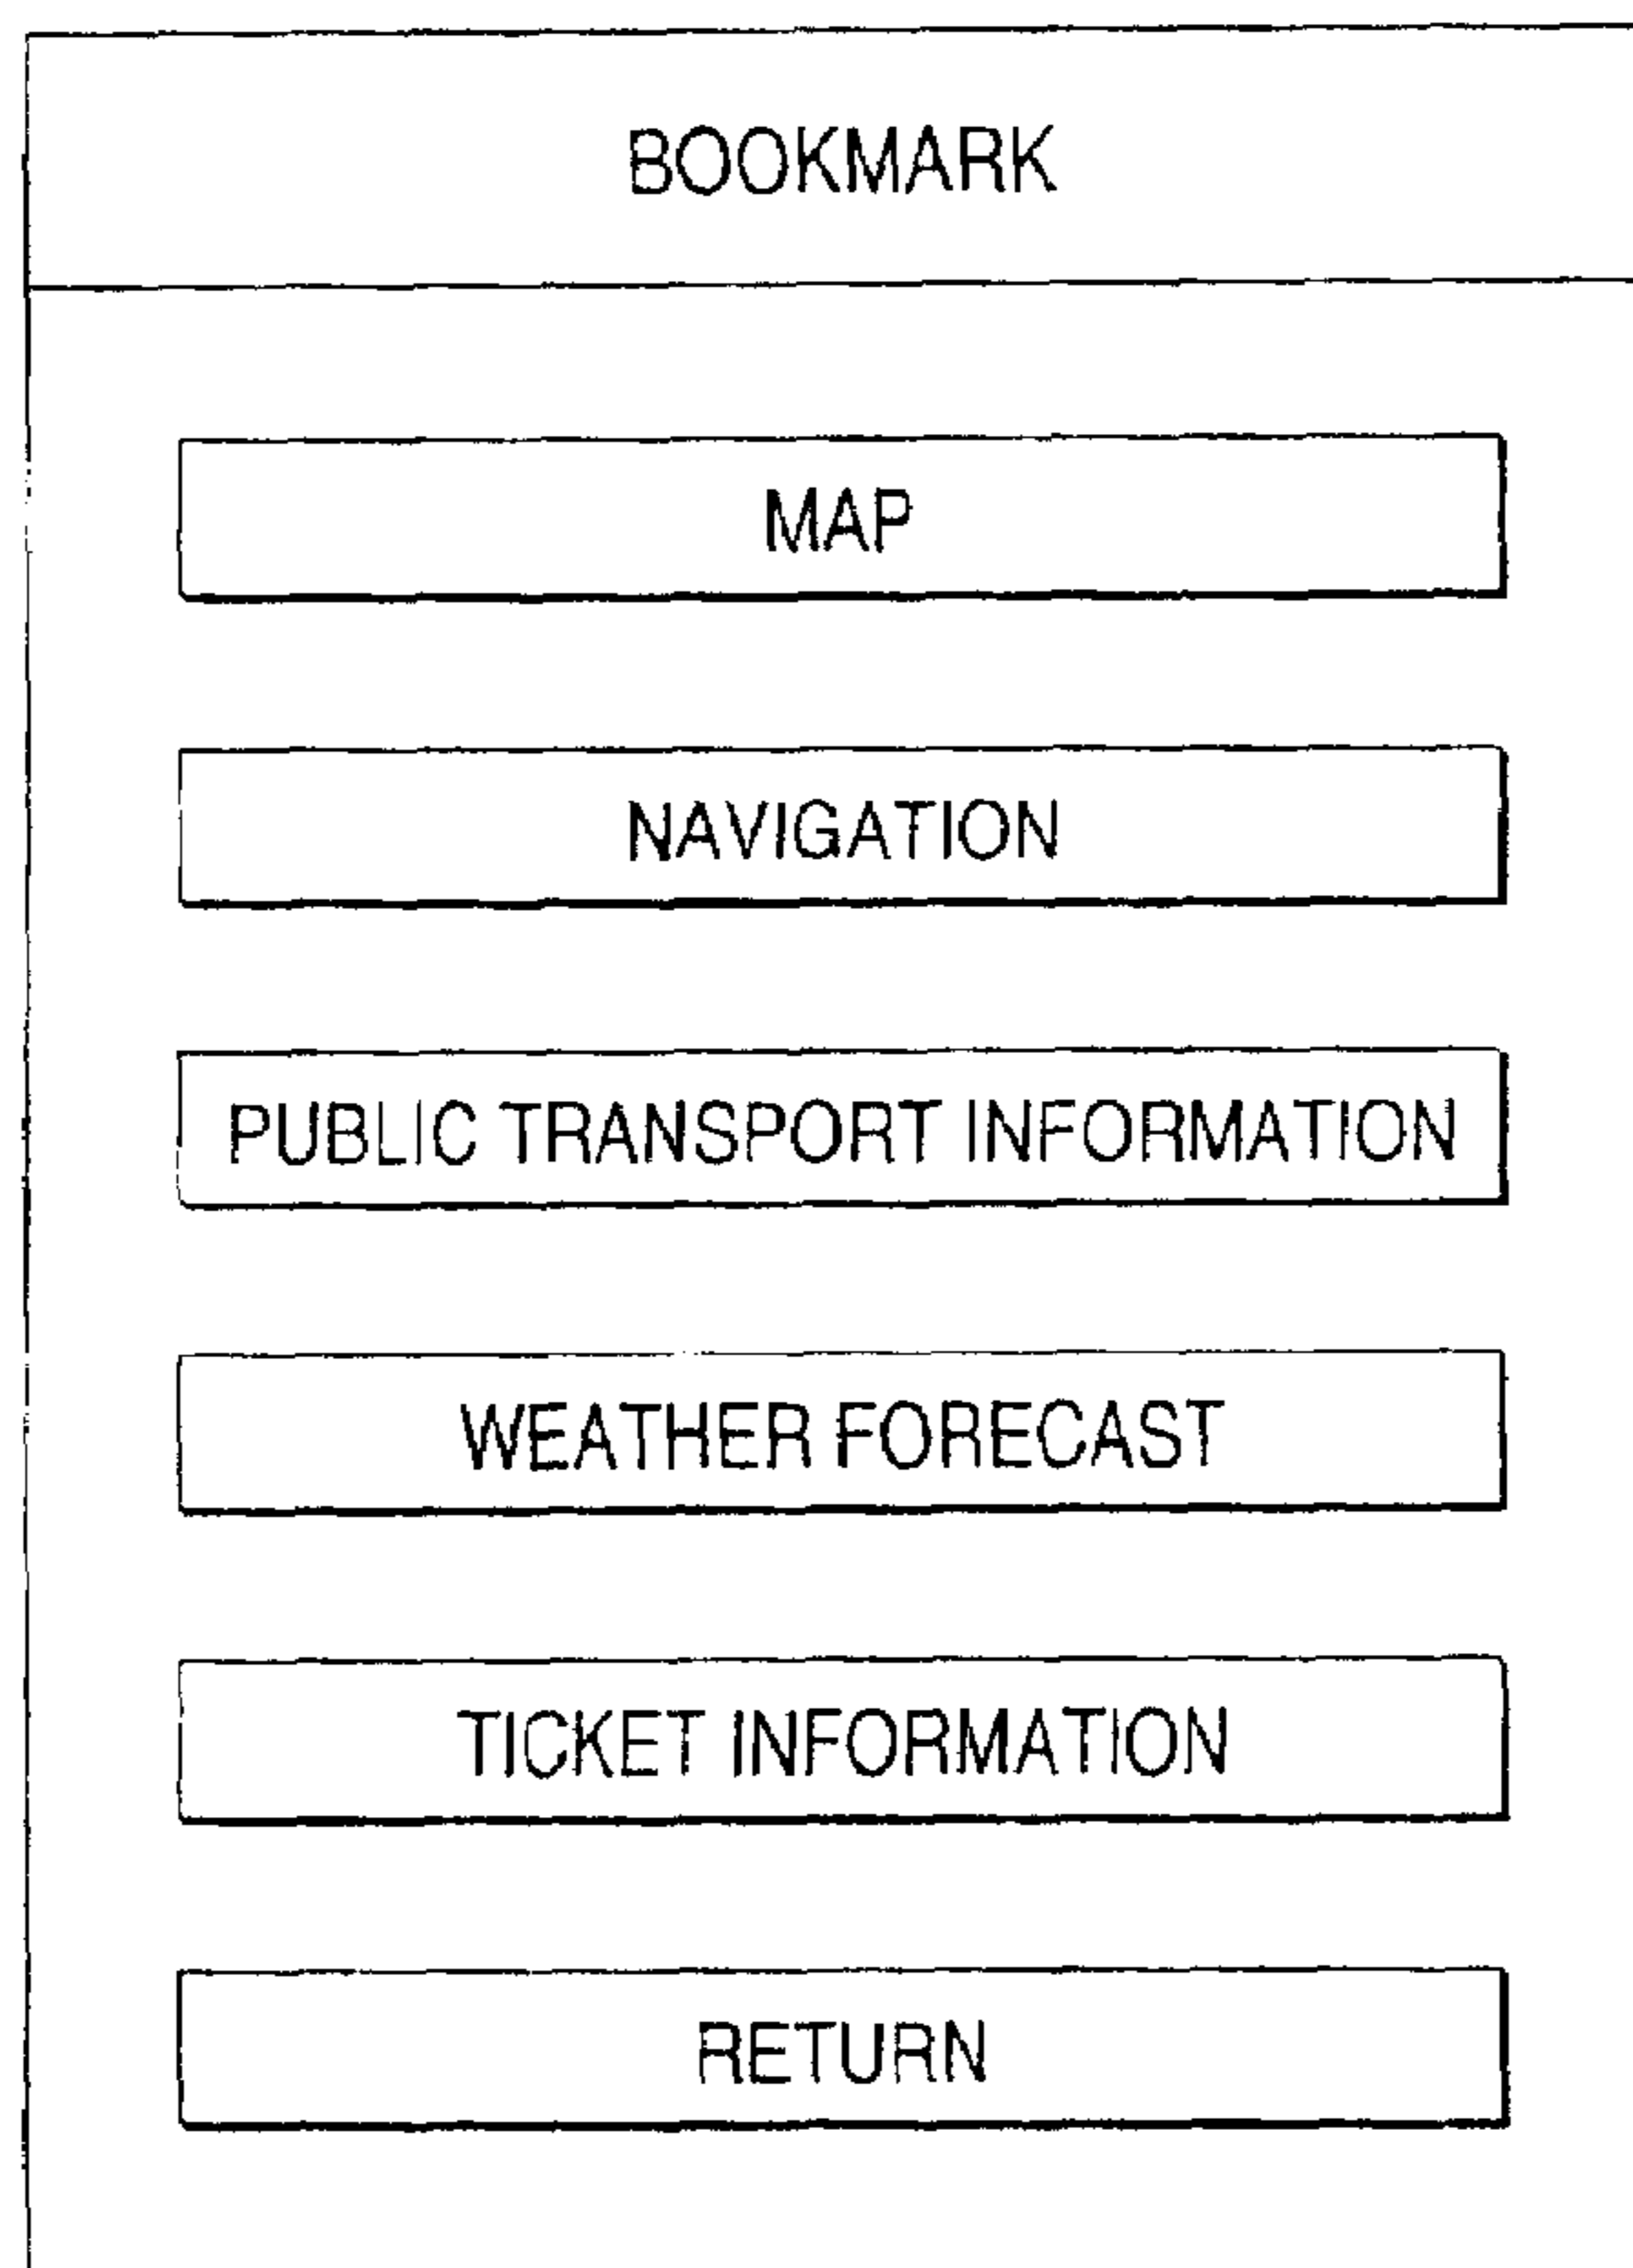 BOOKMARK
MAP
NAVIGATION
PUBLIC TRANSPORT INFORMATION
WEATHER FORECAST
TICKET INFORMATION
RETURN